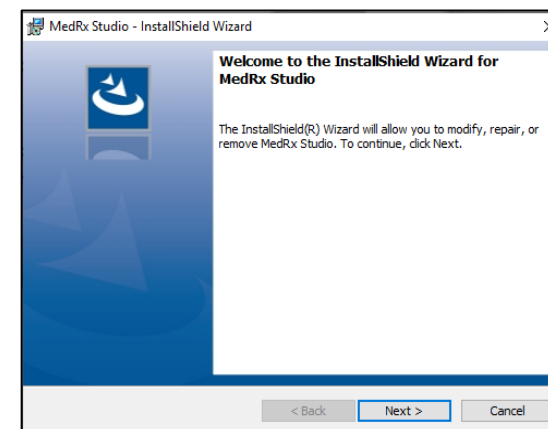 MedRx Studio - InstallShield Wizard
Welcome to the InstallShield Wizard for
MedRx Studio
The InstallShield(R) Wizard will allow you to modify, repair, or
remove MedRx Studio. To continue, click Next.
< Back
Next >
Cancel